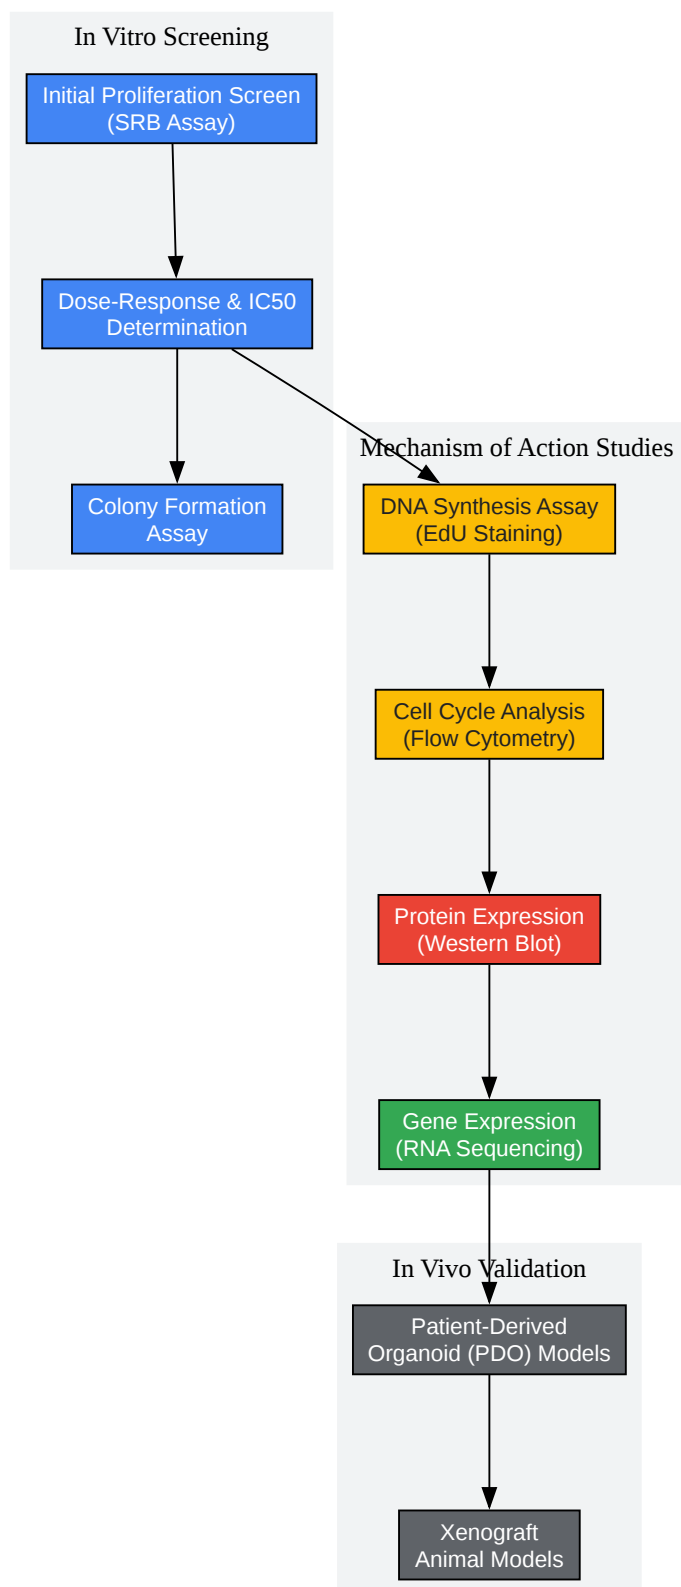 In Vitro Screening
Initial Proliferation Screen
(SRB Assay)
Dose-Response & IC50
Determination
Colony Formation
Assay
Mechanism of Action Studies
DNA Synthesis Assay
(EdU Staining)
Cell Cycle Analysis
(Flow Cytometry)
Protein Expression
(Western Blot)
Gene Expression
(RNA Sequencing)
In Vivo Validation
Patient-Derived
Organoid (PDO) Models
Xenograft
Animal Models